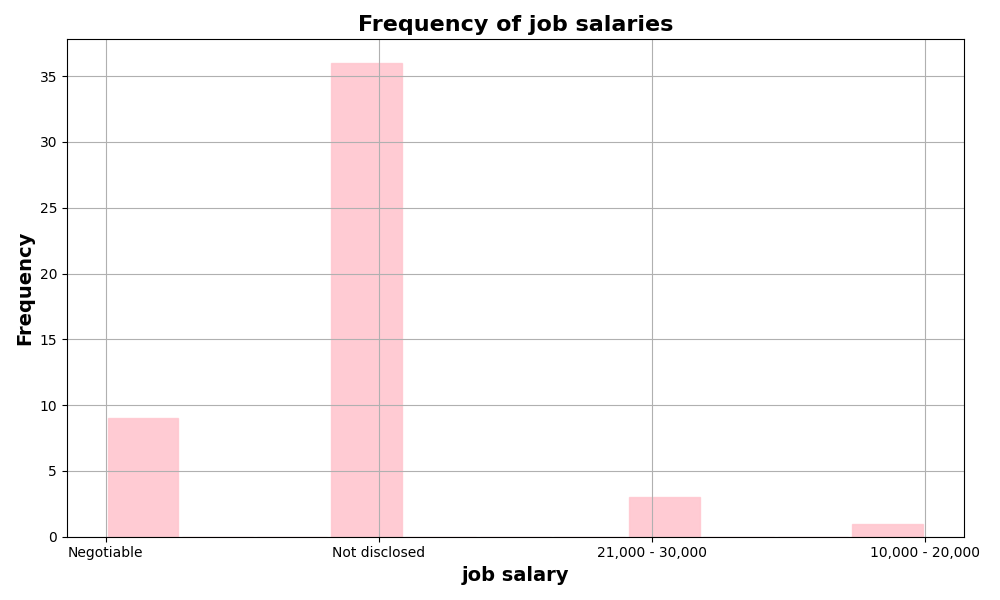 Frequency of job salaries
Frequency
35
30
25
20
15
10
5
0
Negotiable
Not disclosed
21,000 - 30,000
10,000 - 20,000
job salary